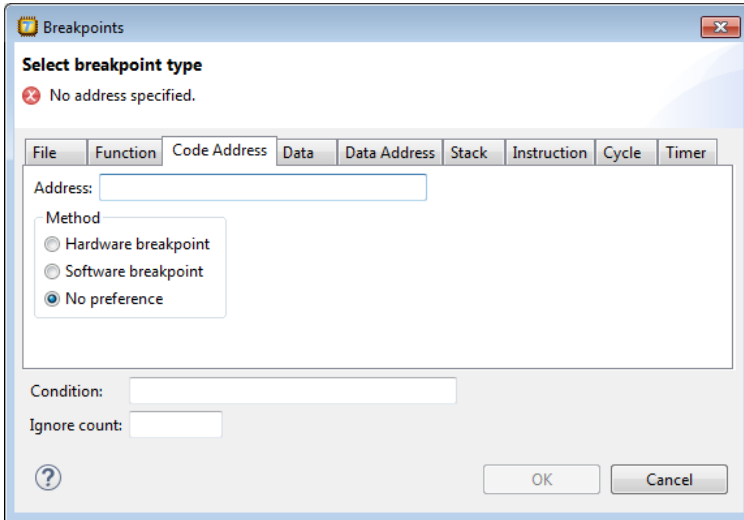 Breakpoints
Select breakpoint type
No address specified.
File Function Code Address Data Data Address Stack Instruction Cycle Timer
Address:
Method
Hardware breakpoint
Software breakpoint
No preference
Condition:
Ignore count:
? OK Cancel